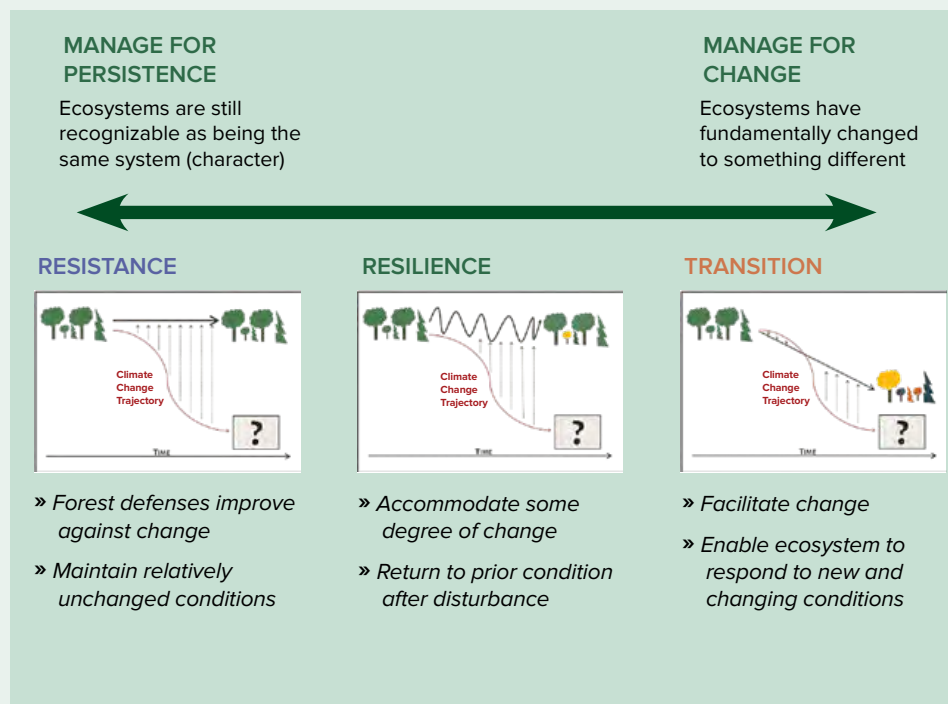 MANAGE FOR
PERSISTENCE
Ecosystems are still
recognizable as being the
same system (character)
MANAGE FOR
CHANGE
Ecosystems have
fundamentally changed
to something different
RESISTANCE
Climate
Change
Trajectory
?
TIME
» Forest defenses improve
against change
» Maintain relatively
unchanged conditions
RESILIENCE
Climate
Change
Trajectory
?
TIME
» Accommodate some
degree of change
» Return to prior condition
after disturbance
TRANSITION
Climate
Change
Trajectory
?
TIME
» Facilitate change
» Enable ecosystem to
respond to new and
changing conditions